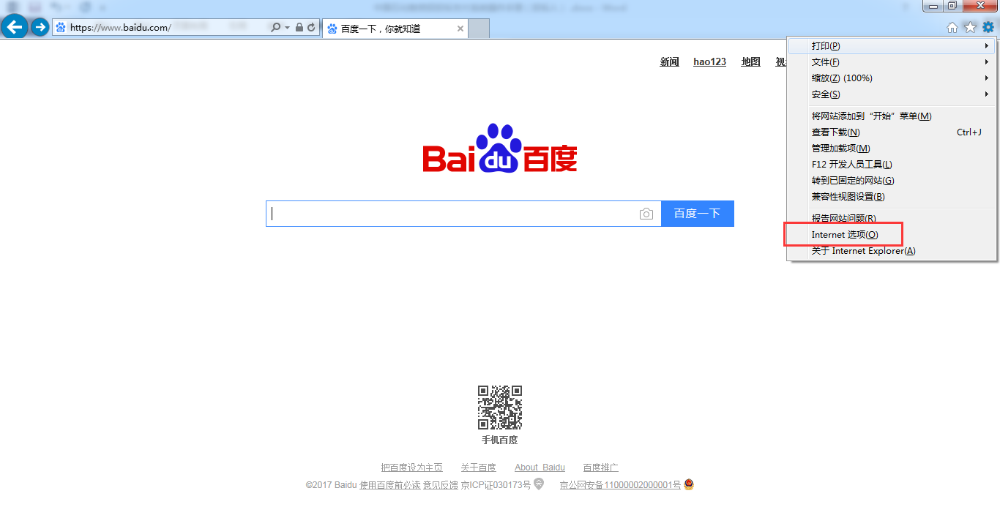 https://www.baidu.com/
百度一下，你就知道
新闻 hao123 地图
打印(P)
文件(F)
缩放(Z) (100%)
安全(S)
将网站添加到“开始”菜单(M)
查看下载(N) Ctrl+J
管理加载项(M)
F12 开发人员工具(L)
转到已固定的网站(G)
兼容性视图设置(B)
报告网站问题(R)
Internet 选项(O)
关于 Internet Explorer(A)
Bai du 百度
百度一下
手机百度
把百度设为主页 关于百度 About Baidu 百度推广
©2017 Baidu 使用百度前必读 意见反馈 京ICP证030173号 京公网安备11000002000001号